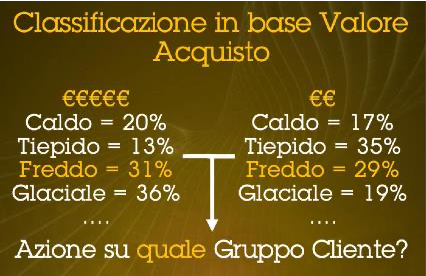 Classificazione in base Valore
Acquisto
€€€€€
Caldo = 20%
Tiepido = 13%
Freddo = 31%
Glaciale = 36%
....
€€
Caldo = 17%
Tiepido = 35%
Freddo = 29%
Glaciale = 19%
....
Azione su quale Gruppo Cliente?